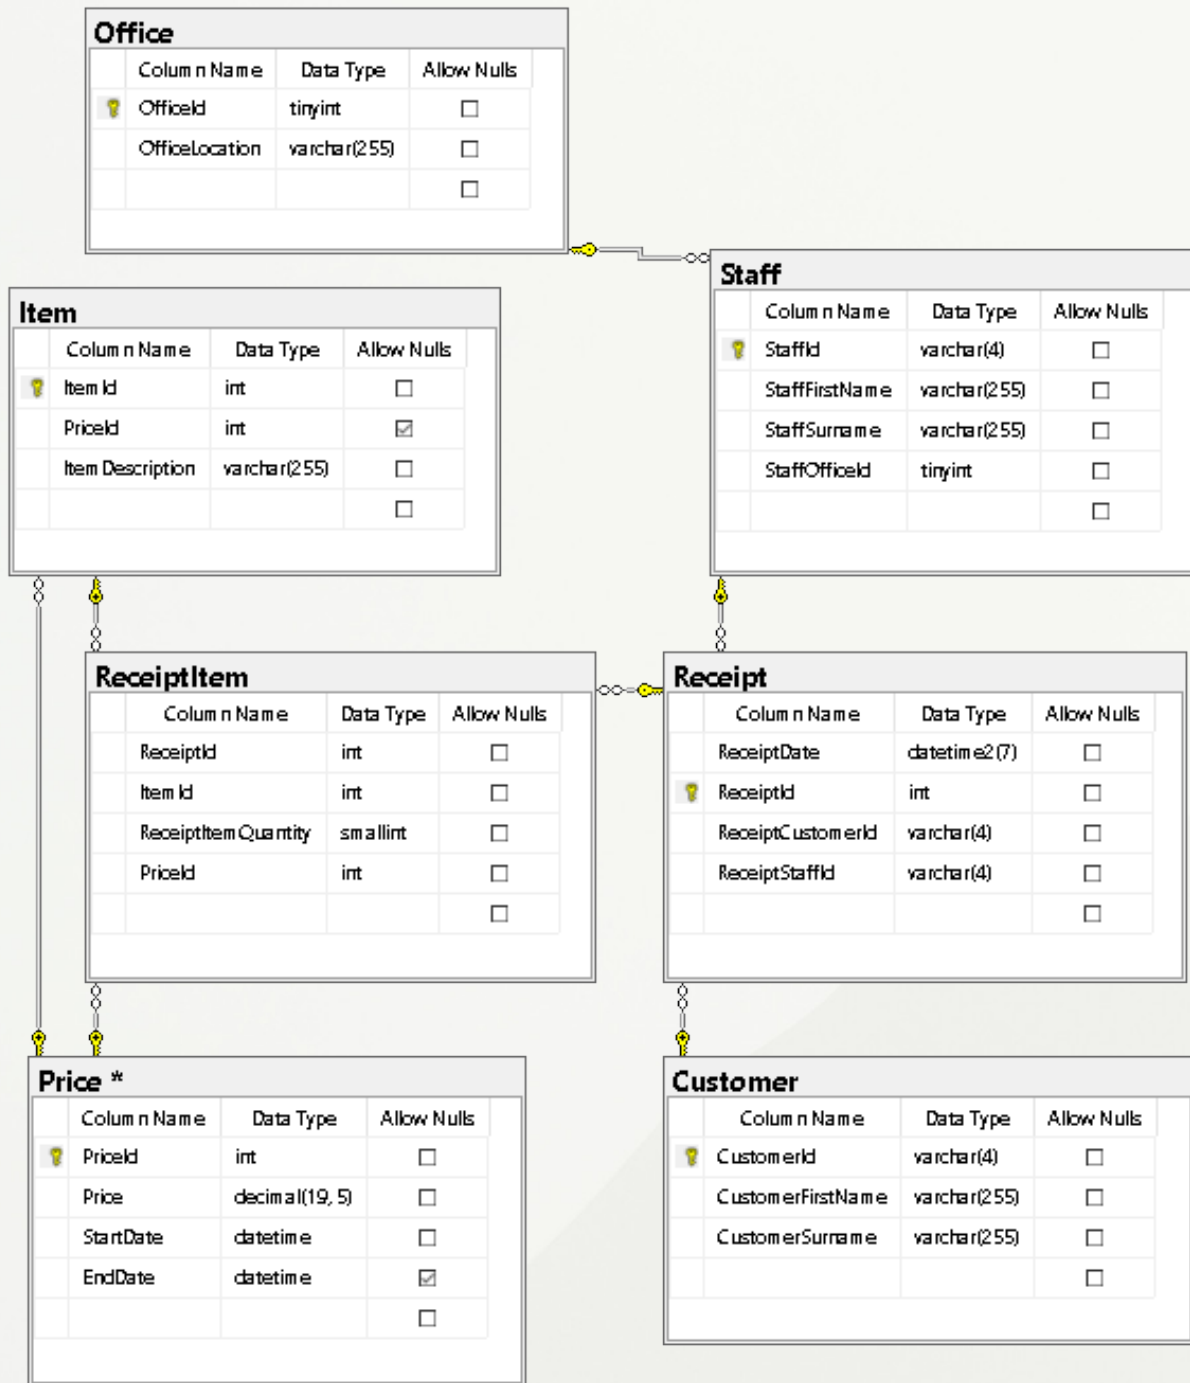 Office
Column Name Data Type Allow Nulls
OfficeId tinyint
OfficeLocation varchar(255)
Staff
Column Name Data Type Allow Nulls
StaffId varchar(4)
StaffFirstName varchar(255)
StaffSurname varchar(255)
StaffOfficeId tinyint
Item
Column Name Data Type Allow Nulls
ItemId int
PriceId int
ItemDescription varchar(255)
ReceiptItem
Column Name Data Type Allow Nulls
ReceiptId int
ItemId int
ReceiptItemQuantity smallint
PriceId int
Receipt
Column Name Data Type Allow Nulls
ReceiptDate datetime2(7)
ReceiptId int
ReceiptCustomerId varchar(4)
ReceiptStaffId varchar(4)
Price *
Column Name Data Type Allow Nulls
PriceId int
Price decimal(19, 5)
StartDate datetime
EndDate datetime
Customer
Column Name Data Type Allow Nulls
CustomerId varchar(4)
CustomerFirstName varchar(255)
CustomerSurname varchar(255)